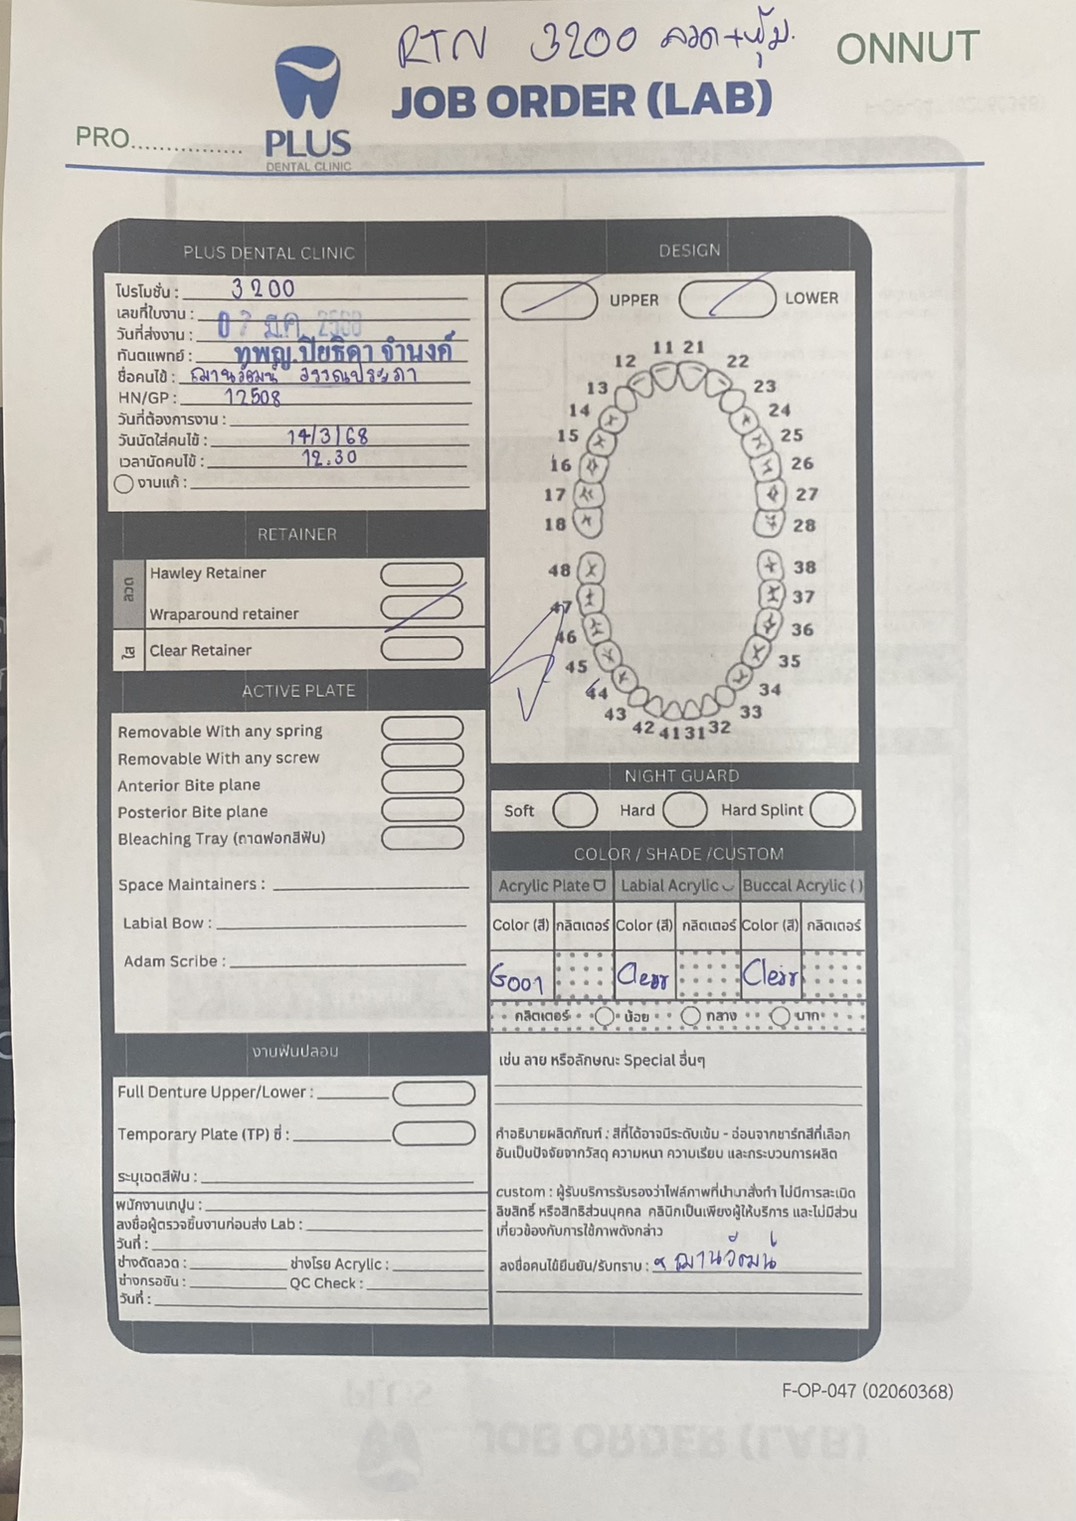 RTN 3200 ลวด+หุ้ม.
ONNUT
JOB ORDER (LAB)
PRO................
PLUS
DENTAL CLINIC
PLUS DENTAL CLINIC
โปรโมชั่น : 3200
เลขที่ใบงาน :
วันที่ส่งงาน : 07 มี.ค. 2568
ทันตแพทย์ : ทพญ.ปิยธิดา จำนงค์
ชื่อคนไข้ : ฌานวัฒน์ วรรณประภา
HN/GP : 12508
วันที่ต้องการงาน :
วันนัดใส่คนไข้ : 14/3/68
เวลานัดคนไข้ : 12.30
งานแก้ :
RETAINER
ลวด
Hawley Retainer
Wraparound retainer
ใส
Clear Retainer
ACTIVE PLATE
Removable With any spring
Removable With any screw
Anterior Bite plane
Posterior Bite plane
Bleaching Tray (ถาดฟอกสีฟัน)
Space Maintainers :
Labial Bow :
Adam Scribe :
งานฟันปลอม
Full Denture Upper/Lower :
Temporary Plate (TP) ซี่ :
ระบุเฉดสีฟัน :
พนักงานเทปูน :
ลงชื่อผู้ตรวจชิ้นงานก่อนส่ง Lab :
วันที่ :
ช่างดัดลวด : ช่างโรย Acrylic :
ช่างกรอขัด : QC Check :
วันที่ :
DESIGN
UPPER LOWER
11 21
12 22
13 23
14 24
15 25
16 26
17 27
18 28
48 38
47 37
46 36
45 35
44 34
43 33
42 41 31 32
NIGHT GUARD
Soft Hard Hard Splint
COLOR / SHADE /CUSTOM
Acrylic Plate Labial Acrylic Buccal Acrylic ( )
Color (สี) กลิตเตอร์ Color (สี) กลิตเตอร์ Color (สี) กลิตเตอร์
G001 Clear Clear
กลิตเตอร์ น้อย กลาง มาก
เช่น ลาย หรือลักษณะ Special อื่นๆ
คำอธิบายผลิตภัณฑ์ : สีที่ได้อาจมีระดับเข้ม - อ่อนจากชาร์ทสีที่เลือก
อันเป็นปัจจัยจากวัสดุ ความหนา ความเรียบ และกระบวนการผลิต
custom : ผู้รับบริการรับรองว่าไฟล์ภาพที่นำมาสั่งทำ ไม่มีการละเมิด
ลิขสิทธิ์ หรือสิทธิส่วนบุคคล คลินิกเป็นเพียงผู้ให้บริการ และไม่มีส่วน
เกี่ยวข้องกับการใช้ภาพดังกล่าว
ลงชื่อคนไข้ยืนยัน/รับทราบ : ฌานวัฒน์
F-OP-047 (02060368)